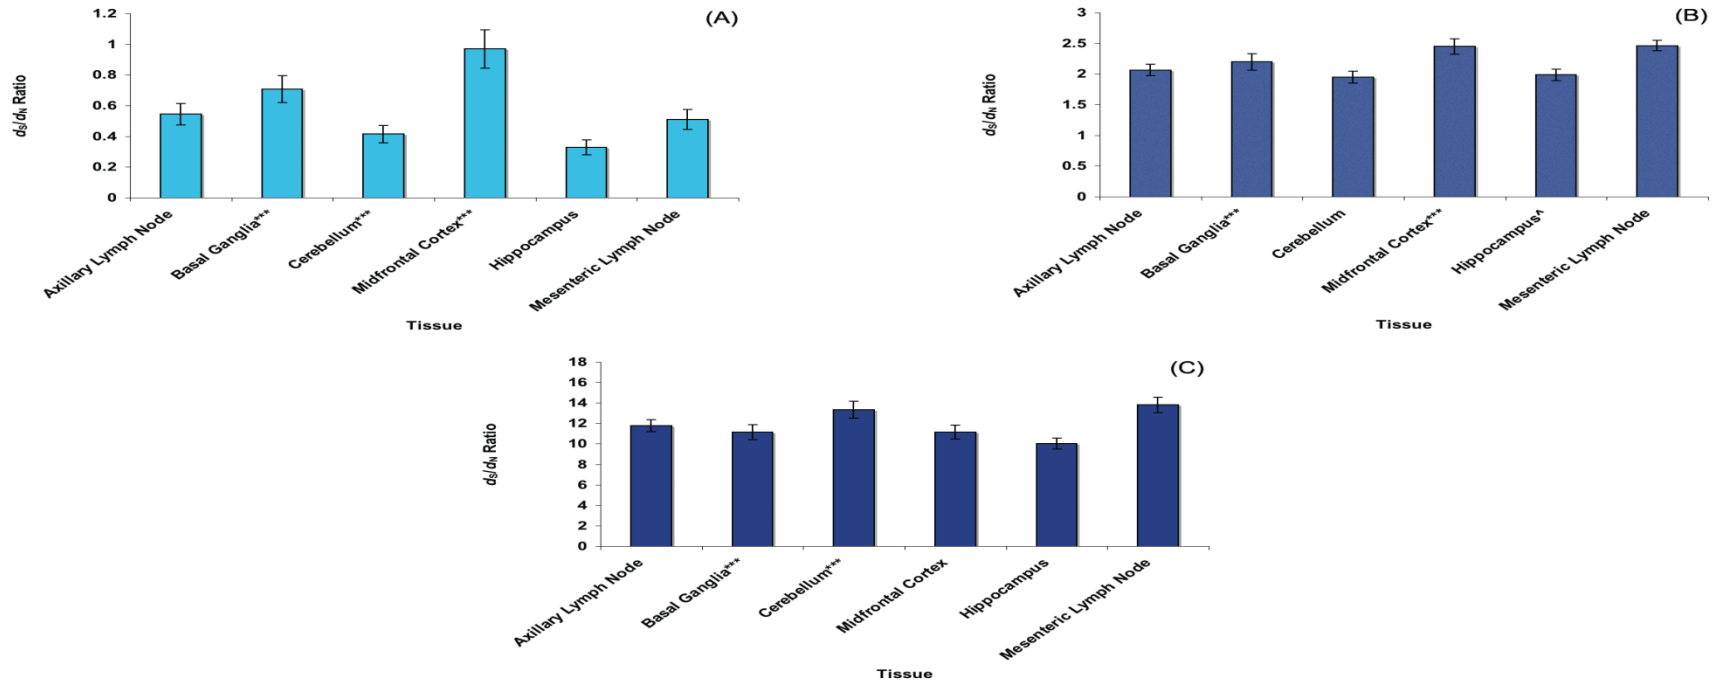 (A)
1.2
1
0.8
0.6
0.4
0.2
0
dS/dN Ratio
Axillary Lymph Node
Basal Ganglia***
Cerebellum***
Midfrontal Cortex***
Hippocampus
Mesenteric Lymph Node
Tissue
(B)
3
2.5
2
1.5
1
0.5
0
dS/dN Ratio
Axillary Lymph Node
Basal Ganglia***
Cerebellum
Midfrontal Cortex***
Hippocampus^
Mesenteric Lymph Node
Tissue
(C)
18
16
14
12
10
8
6
4
2
0
dS/dN Ratio
Axillary Lymph Node
Basal Ganglia***
Cerebellum***
Midfrontal Cortex
Hippocampus
Mesenteric Lymph Node
Tissue